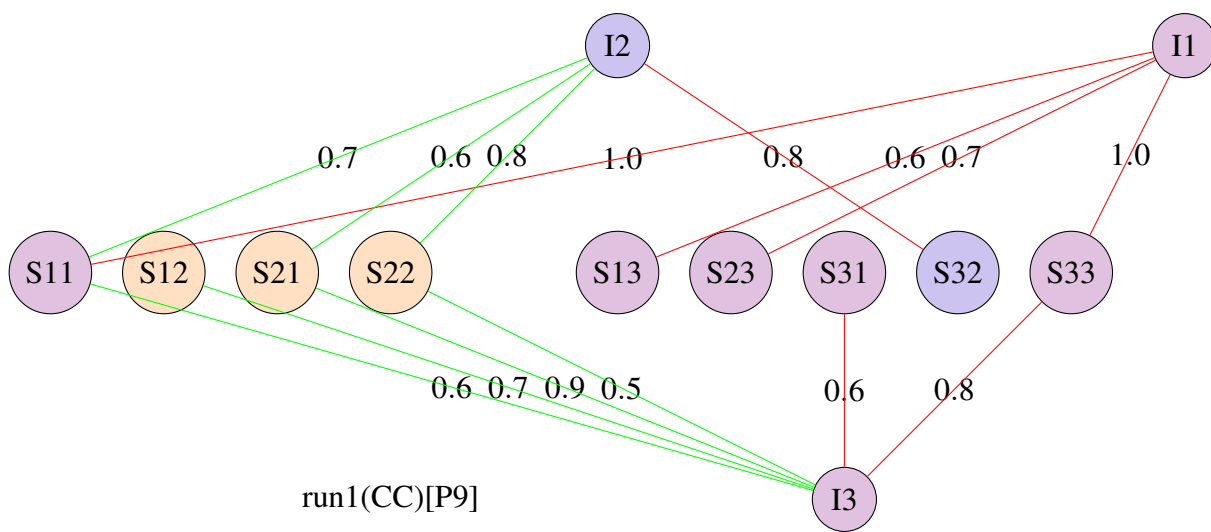 I2 I1
0.7 0.6 0.8 1.0 0.8 0.6 0.7 1.0
S11 S12 S21 S22 S13 S23 S31 S32 S33
0.6 0.7 0.9 0.5 0.6 0.8
run1(CC)[P9] I3